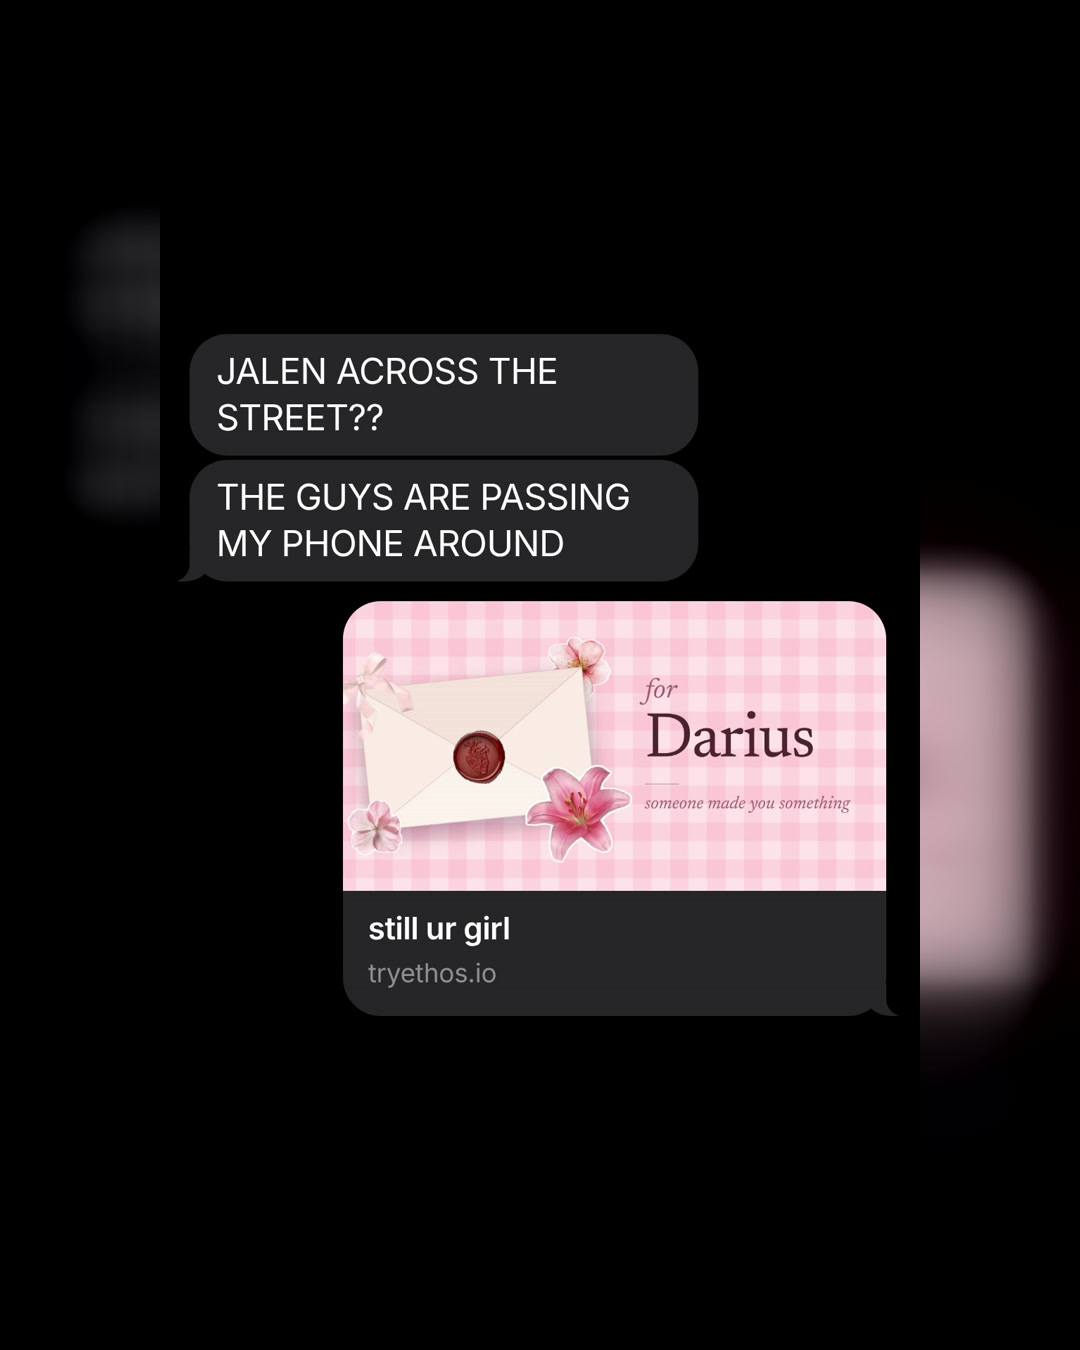 JALEN ACROSS THE
STREET??
THE GUYS ARE PASSING
MY PHONE AROUND
for
Darius
someone made you something
still ur girl
tryethos.io